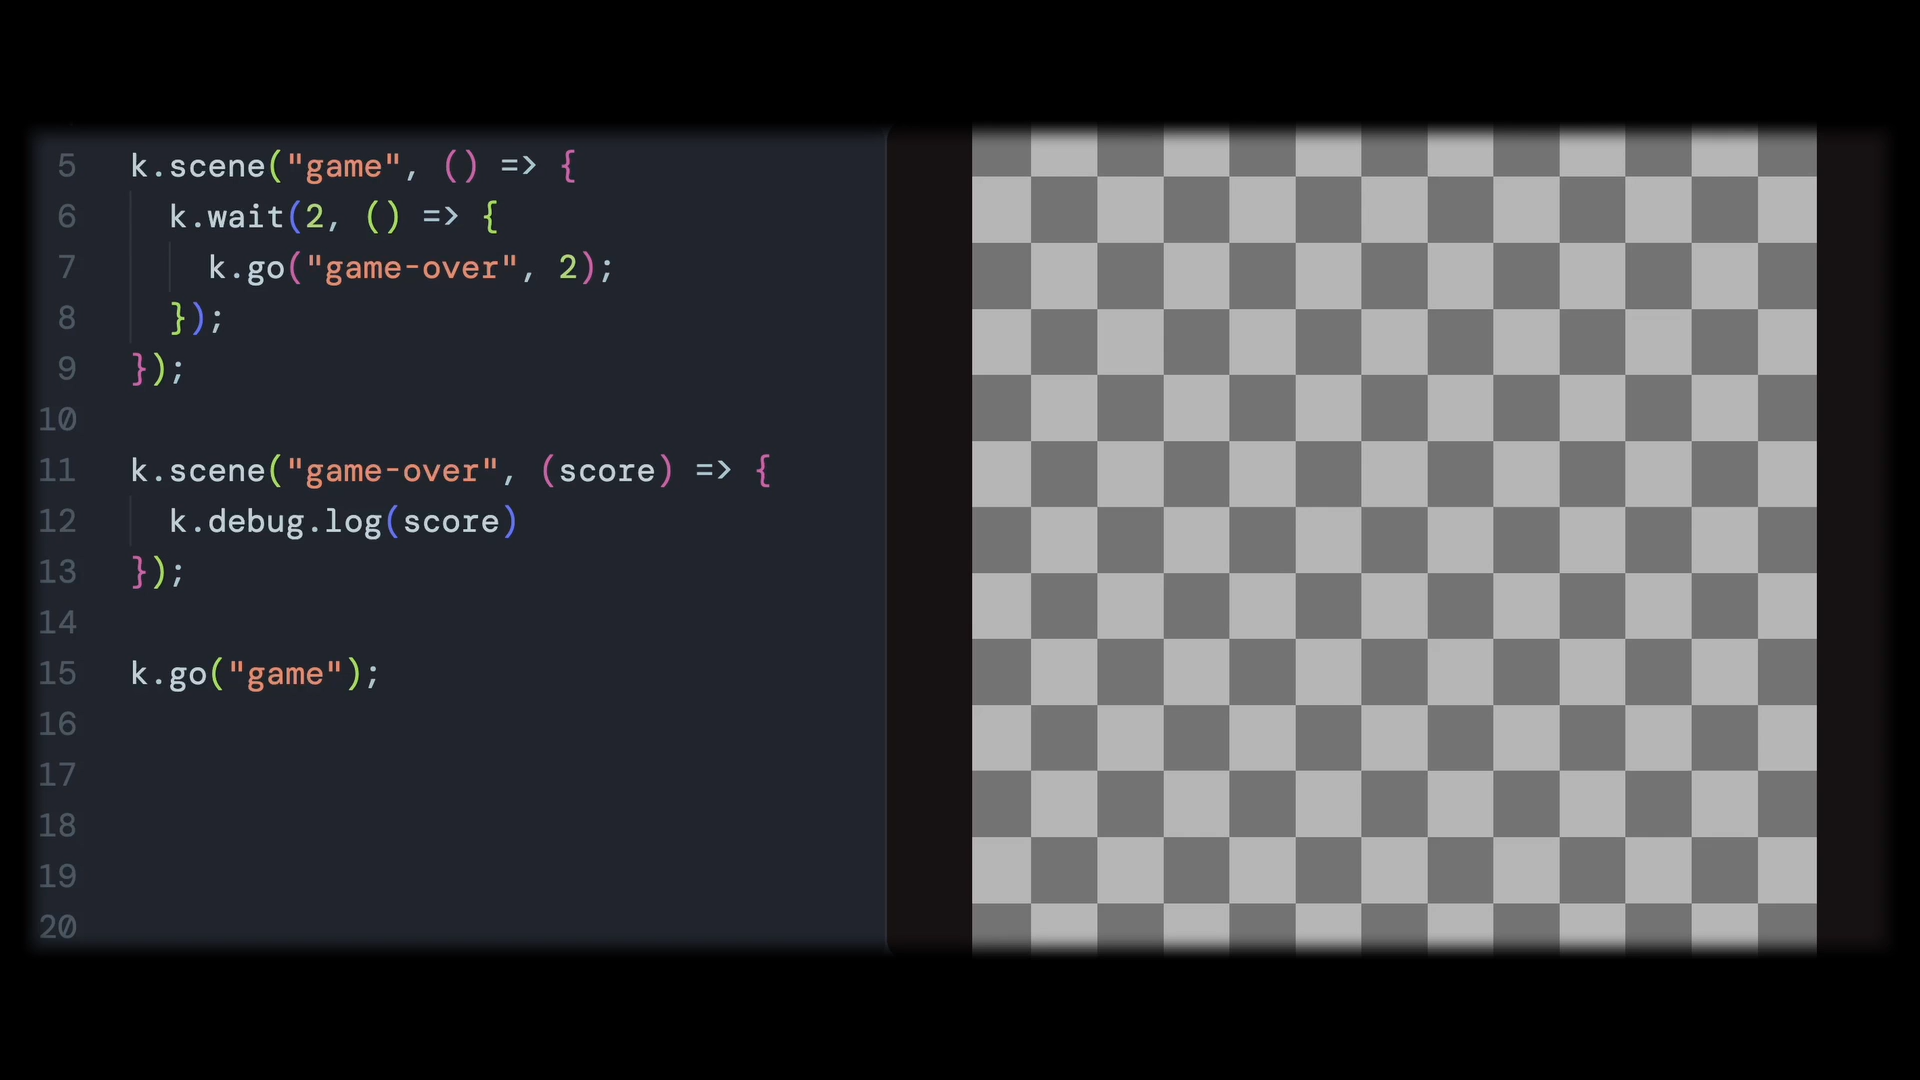 5 k.scene("game", () => {
6 k.wait(2, () => {
7 k.go("game-over", 2);
8 });
9 });
10
11 k.scene("game-over", (score) => {
12 k.debug.log(score)
13 });
14
15 k.go("game");
16
17
18
19
20